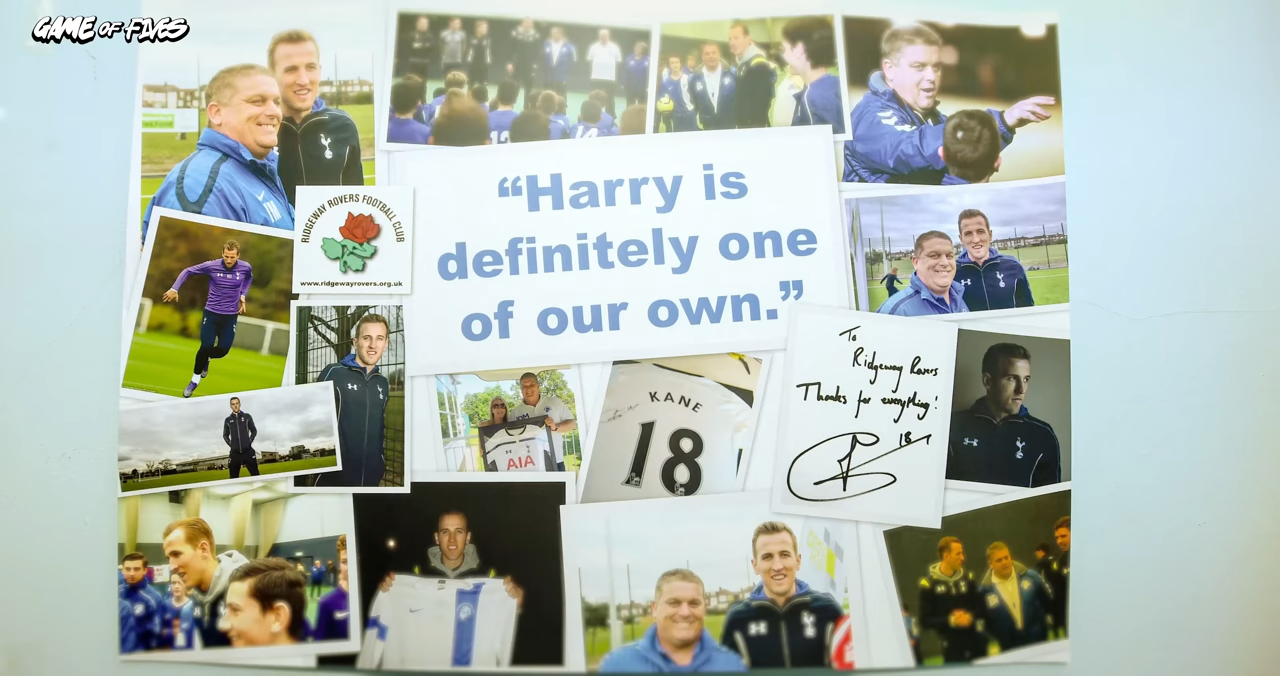 GAME OF FIVES
RIDGEWAY ROVERS FOOTBALL CLUB
www.ridgewayrovers.org.uk
“Harry is
definitely one
of our own.”
To
Ridgeway Rovers
Thanks for everything!
18
KANE
18
AIA